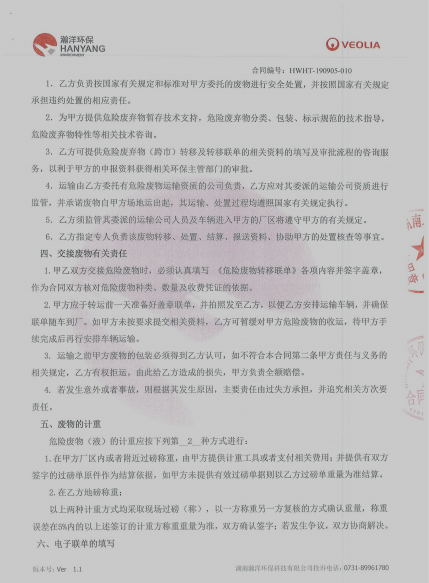 瀚洋环保
HANYANG
ENVIRONMENT
VEOLIA
合同编号：HWHT-190905-010
1、乙方负责按国家有关规定和标准对甲方委托的废物进行安全处置，并按照国家有关规定
承担违约处置的相应责任。
2、为甲方提供危险废弃物暂存技术支持，危险废弃物分类、包装、标示规范的技术指导，
危险废弃物特性等相关技术咨询。
3、乙方可提供危险废弃物（跨市）转移及转移联单的相关资料的填写及审批流程的咨询服
务，以利于甲方的申报资料获得相关环保主管部门的审批。
4、运输由乙方委托有危险废物运输资质的公司负责，乙方应对其委派的运输公司资质进行
监管。并承诺废物自甲方场地运出起，其运输、处置过程均遵照国家有关规定执行。
5、乙方须监管其委派的运输公司人员及车辆进入甲方的厂区将遵守甲方的有关规定。
6、乙方指定专人负责该废物转移、处置、结算、报送资料、协助甲方的处置核查等事宜。
四、交接废物有关责任
1.甲乙双方交接危险废物时，必须认真填写《危险废物转移联单》各项内容并签字盖章，
作为合同双方核对危险废物种类、数量及收费凭证的依据。
2.甲方应于转运前一天准备好盖章联单，并拍照发至乙方，以便乙方安排运输车辆，并确保
联单随车到厂。如甲方未按要求提交相关资料，乙方可暂缓对甲方危险废物的收运，待甲方手
续完成后再行安排车辆运输。
3. 运输之前甲方废物的包装必须得到乙方认可，如不符合本合同第二条甲方责任与义务的
相关规定，乙方有权拒运，由此给乙方造成的损失，甲方负责全额赔偿。
4. 若发生意外或者事故，则根据其发生原因，主要责任由过失方承担，并追究相关方次要
责任。
五、废物的计重
危险废物（液）的计重应按下列第 2 种方式进行：
1.在甲方厂区内或者附近过磅称重，由甲方提供计重工具或者支付相关费用；并提供有双方
签字的过磅单原件作为结算依据，如甲方未提供有效过磅单据则以乙方过磅单重量为准结算。
2.在乙方地磅称重；
以上两种计重方式均采取现场过磅（称），以一方称重另一方复核的方式确认重量，称重
误差在5%内的以上述签订的计重方称重重量为准，双方确认签字；若发生争议，双方协商解决。
六、电子联单的填写
版本号：Ver 1.1
湖南瀚洋环保科技有限公司投诉电话：0731-89961780